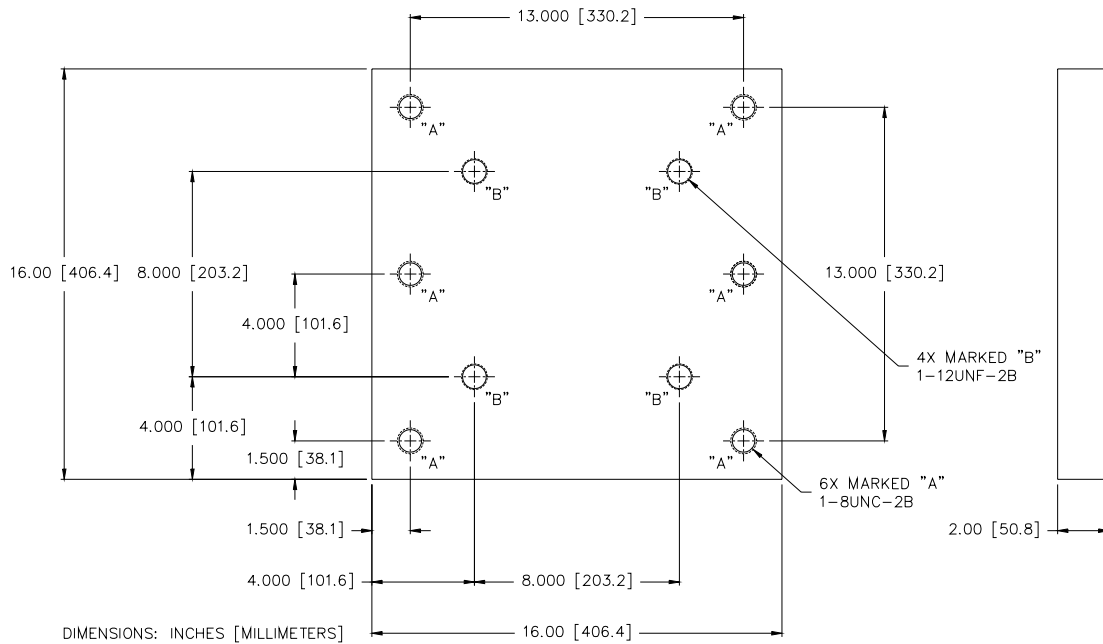 13.000 [330.2]
"A"
"A"
"B"
"B"
16.00 [406.4]
8.000 [203.2]
13.000 [330.2]
"A"
"A"
4.000 [101.6]
4X MARKED "B"
1-12UNF-2B
"B"
"B"
4.000 [101.6]
1.500 [38.1]
"A"
"A"
6X MARKED "A"
1-8UNC-2B
1.500 [38.1]
2.00 [50.8]
4.000 [101.6]
8.000 [203.2]
DIMENSIONS: INCHES [MILLIMETERS]
16.00 [406.4]